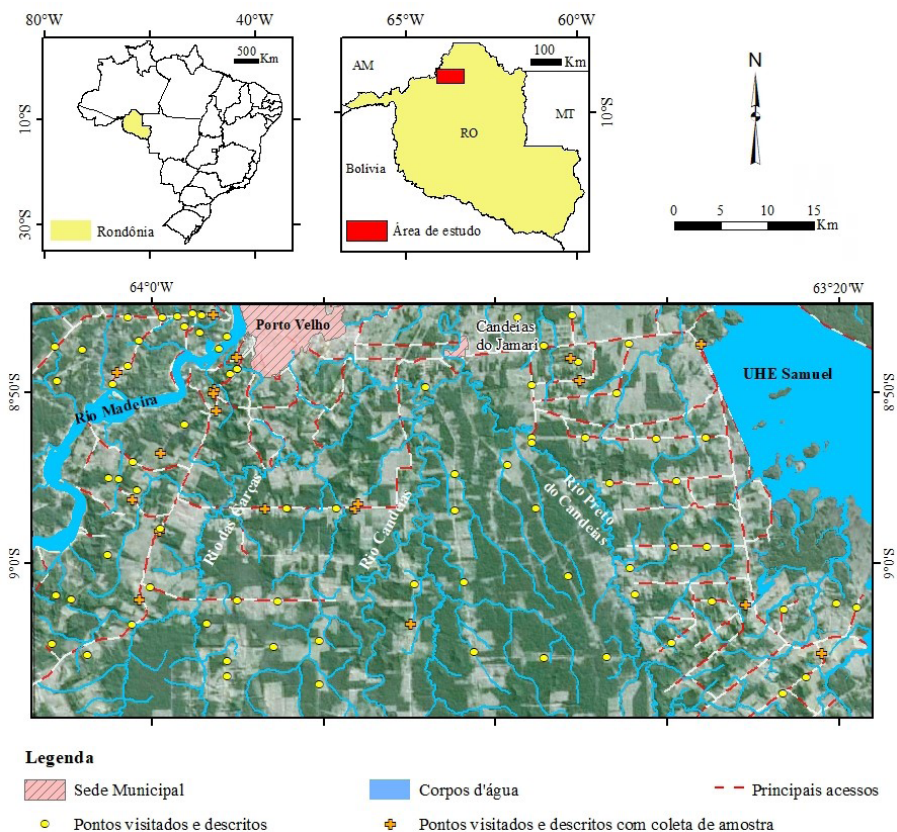 80°W
40°W
65°W
60°W
500
Km
100
Km
N
AM
10°S
10°S
RO
MT
Bolívia
0 5 10 15
Km
30°S
Rondônia
Área de estudo
64°0'W
63°20'W
Porto Velho
Candeias
do Jamari
UHE Samuel
8°50'S
8°50'S
Rio Madeira
Rio das Garças
Rio Candeias
Rio Preto
do Candeias
9°0'S
9°0'S
Legenda
Sede Municipal
Corpos d'água
Principais acessos
Pontos visitados e descritos
Pontos visitados e descritos com coleta de amostra